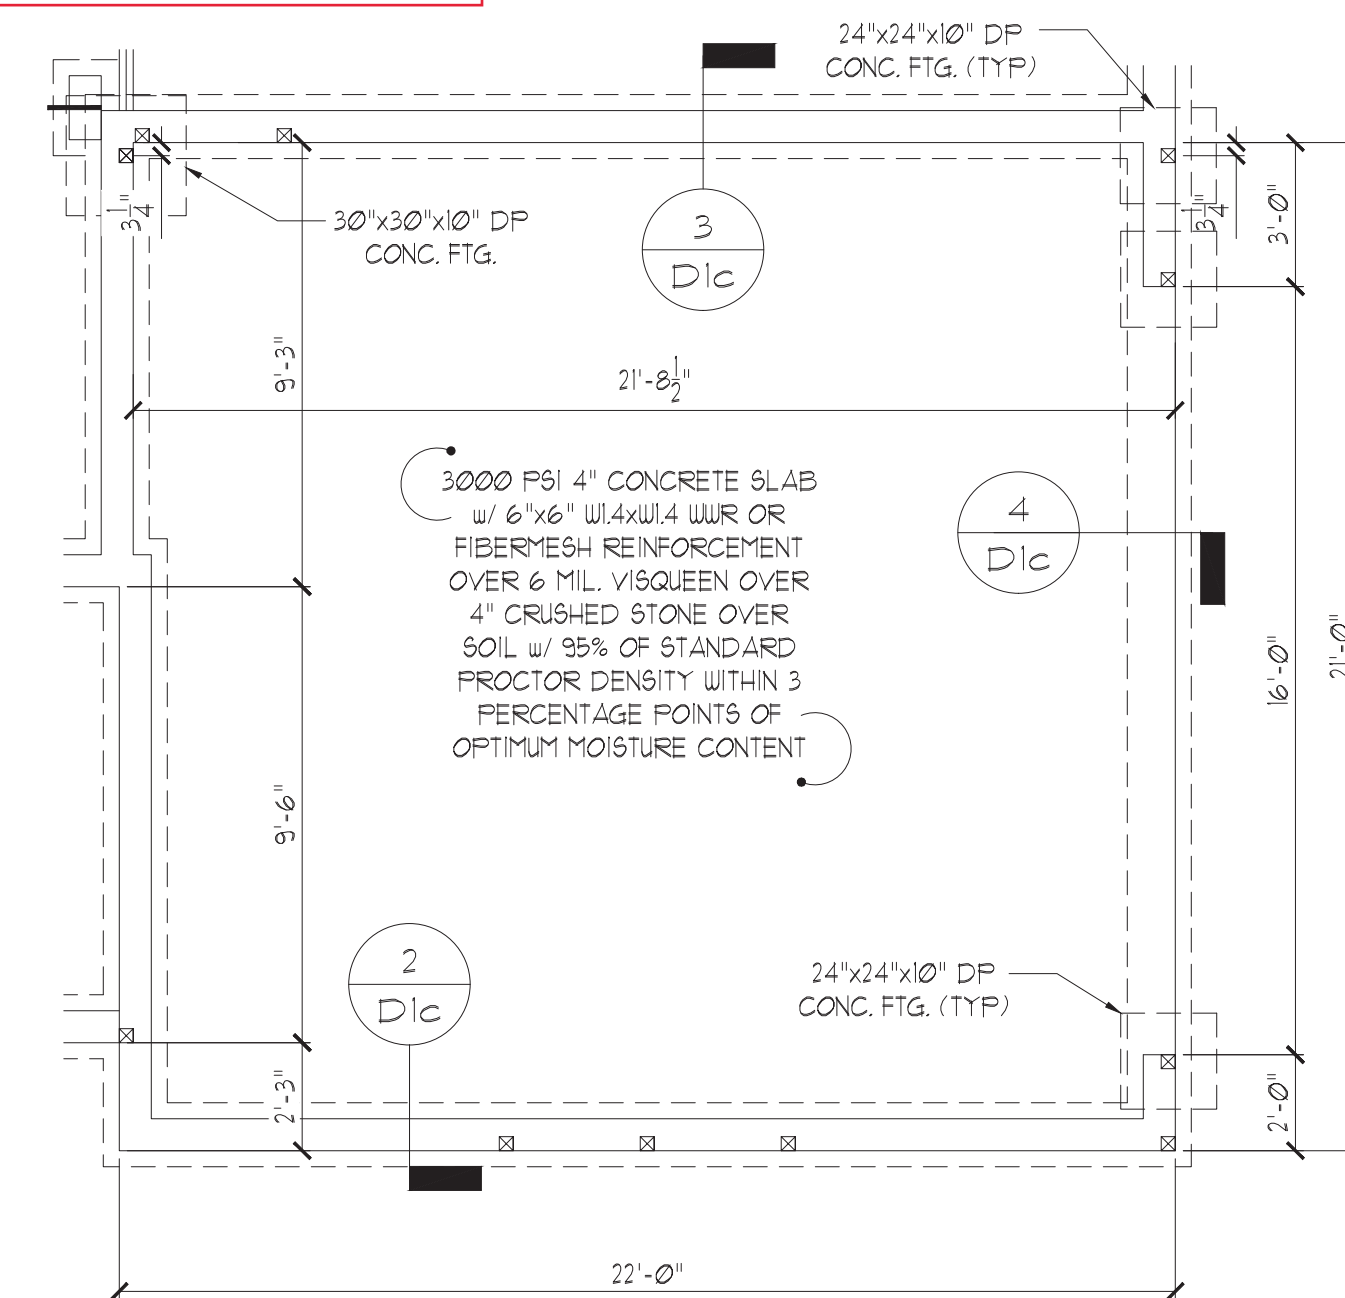 24"x24"x10" DP
CONC. FTG. (TYP)
30"x30"x10" DP
CONC. FTG.
3 1/4"
3 1/4"
3'-0"
3
D1c
9'-3"
21'-8 1/2"
3000 PSI 4" CONCRETE SLAB
w/ 6"x6" W1.4xW1.4 WWR OR
FIBERMESH REINFORCEMENT
OVER 6 MIL. VISQUEEN OVER
4" CRUSHED STONE OVER
SOIL w/ 95% OF STANDARD
PROCTOR DENSITY WITHIN 3
PERCENTAGE POINTS OF
OPTIMUM MOISTURE CONTENT
4
D1c
16'-0"
21'-0"
9'-6"
2
D1c
24"x24"x10" DP
CONC. FTG. (TYP)
2'-3"
2'-0"
22'-0"